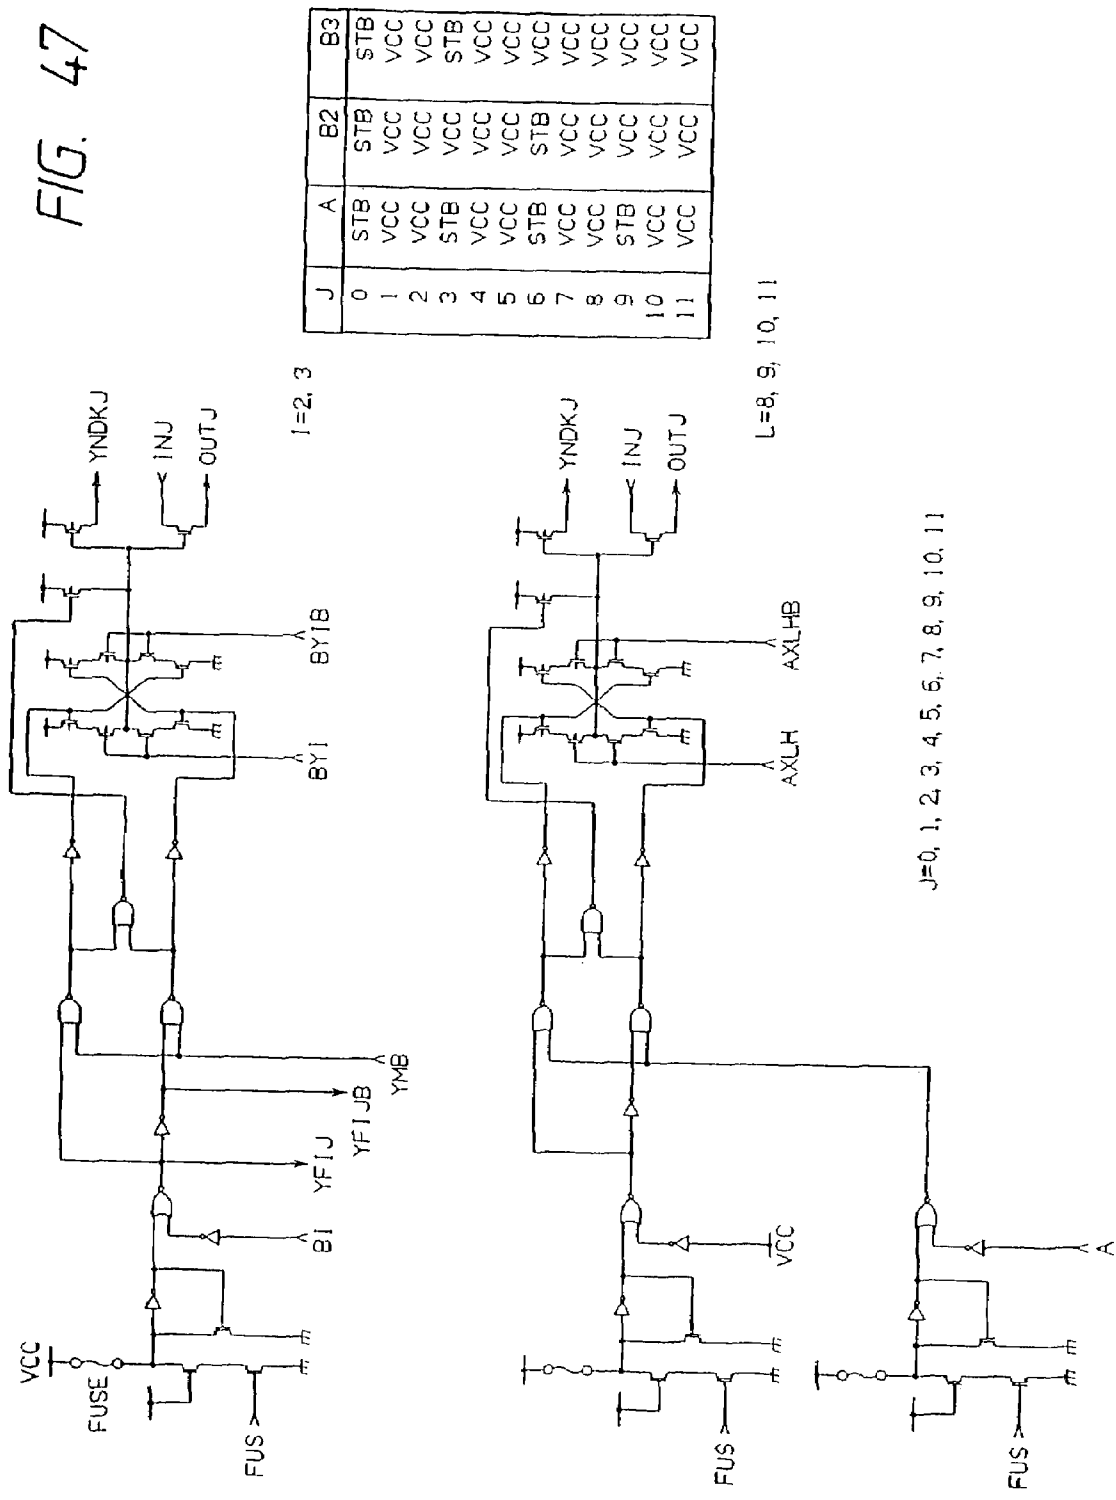 FIG. 47
J A B2 B3
0 STB STB STB
1 VCC VCC VCC
2 VCC VCC VCC
3 STB VCC STB
4 VCC VCC VCC
5 VCC VCC VCC
6 STB STB VCC
7 VCC VCC VCC
8 VCC VCC VCC
9 STB VCC STB
10 VCC VCC VCC
11 VCC VCC VCC
VCC
FUSE
FUS
BI
YFIJ
YFIJB
YMB
BYI
BYIB
YNDKJ
INJ
OUTJ
I=2, 3
FUS
VCC
AXLH
AXLHB
YNDKJ
INJ
OUTJ
L=8, 9, 10, 11
FUS
A
J=0, 1, 2, 3, 4, 5, 6, 7, 8, 9, 10, 11